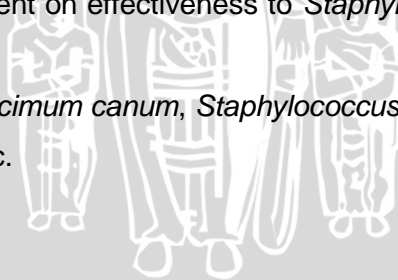 ent on effectiveness to Staphyl
cimum canum, Staphylococcus
c.